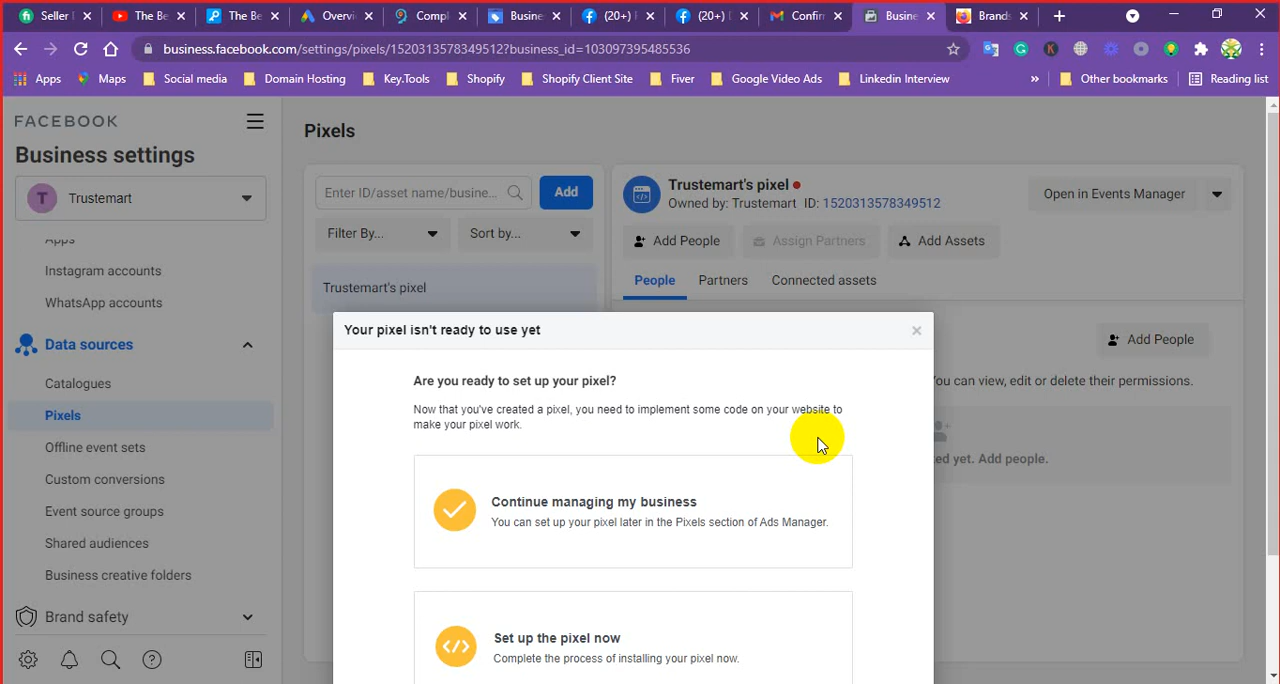 Seller
The Be
The Be
Overvi
Compl
Busine
(20+) F
(20+)
Confirm
Busine
Brands
business.facebook.com/settings/pixels/1520313578349512?business_id=103097395485536
Apps
Maps
Social media
Domain Hosting
Key.Tools
Shopify
Shopify Client Site
Fiver
Google Video Ads
Linkedin Interview
»
Other bookmarks
Reading list
FACEBOOK
Business settings
T
Trustemart
Apps
Instagram accounts
WhatsApp accounts
Data sources
Catalogues
Pixels
Offline event sets
Custom conversions
Event source groups
Shared audiences
Business creative folders
Brand safety
Pixels
Enter ID/asset name/busine...
Add
Filter By...
Sort by...
Trustemart's pixel
Trustemart's pixel
Owned by: Trustemart ID: 1520313578349512
Open in Events Manager
Add People
Assign Partners
Add Assets
People
Partners
Connected assets
Add People
You can view, edit or delete their permissions.
ed yet. Add people.
Your pixel isn't ready to use yet
Are you ready to set up your pixel?
Now that you've created a pixel, you need to implement some code on your website to
make your pixel work.
Continue managing my business
You can set up your pixel later in the Pixels section of Ads Manager.
Set up the pixel now
Complete the process of installing your pixel now.